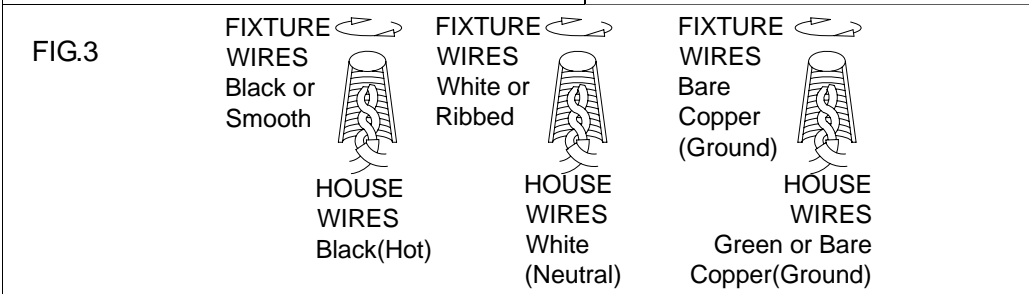 FIG.3
FIXTURE
WIRES
Black or
Smooth
HOUSE
WIRES
Black(Hot)
FIXTURE
WIRES
White or
Ribbed
HOUSE
WIRES
White
(Neutral)
FIXTURE
WIRES
Bare
Copper
(Ground)
HOUSE
WIRES
Green or Bare
Copper(Ground)